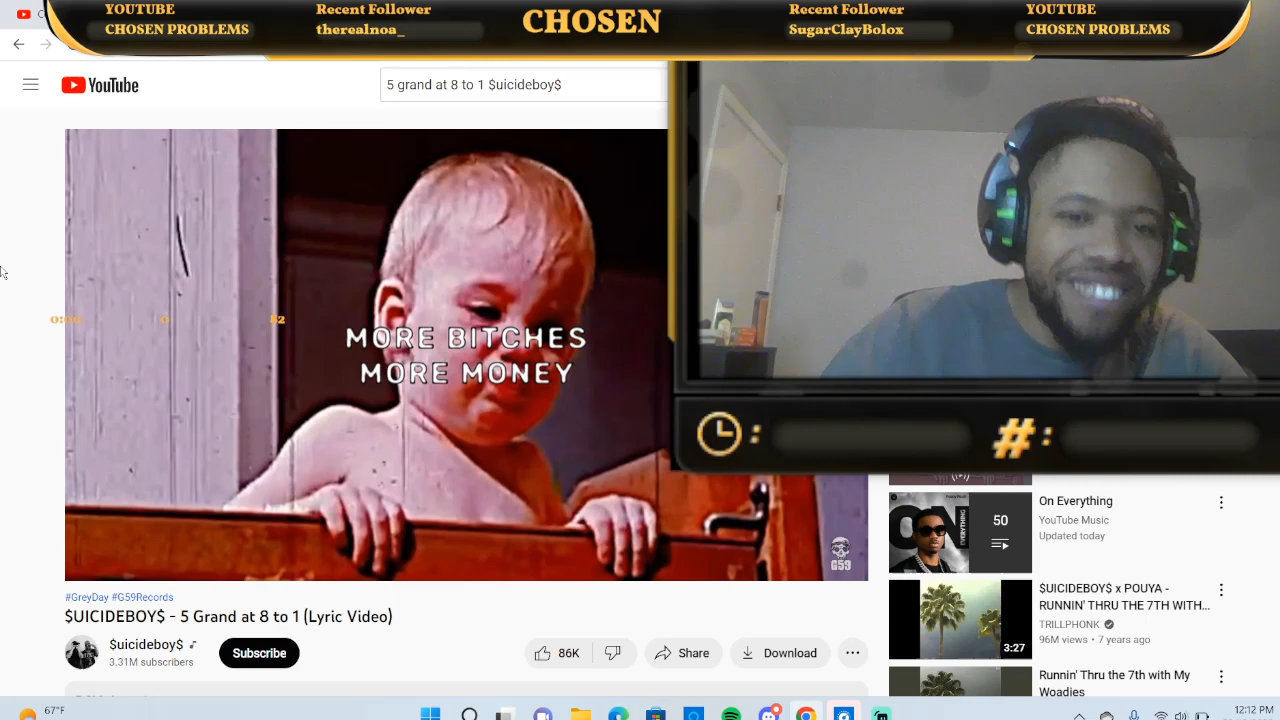 YOUTUBE
CHOSEN PROBLEMS
Recent Follower
therealnoa_
CHOSEN
Recent Follower
SugarClayBolox
YOUTUBE
CHOSEN PROBLEMS
YouTube
5 grand at 8 to 1 $uicideboy$
MORE BITCHES
MORE MONEY
G59
#GreyDay #G59Records
$UICIDEBOY$ - 5 Grand at 8 to 1 (Lyric Video)
$uicideboy$
3.31M subscribers
Subscribe
86K
Share
Download
# :
50
On Everything
YouTube Music
Updated today
$UICIDEBOY$ x POUYA -
RUNNIN' THRU THE 7TH WITH...
TRILLPHONK
96M views • 7 years ago
3:27
Runnin' Thru the 7th with My
Woadies
67°F
12:12 PM